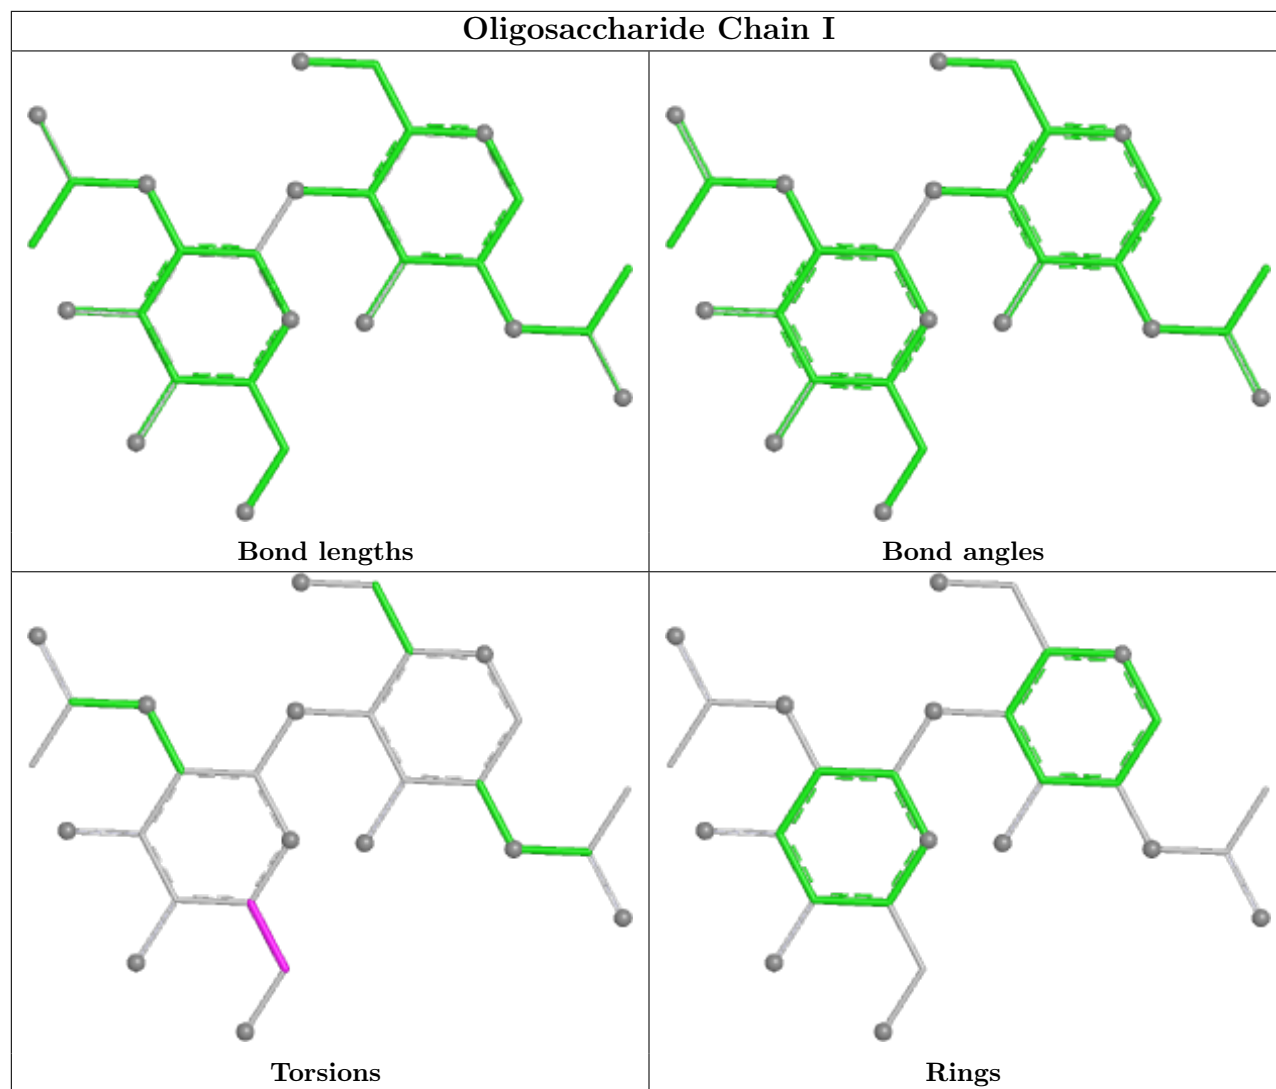 Oligosaccharide Chain I
Bond lengths
Bond angles
Torsions
Rings